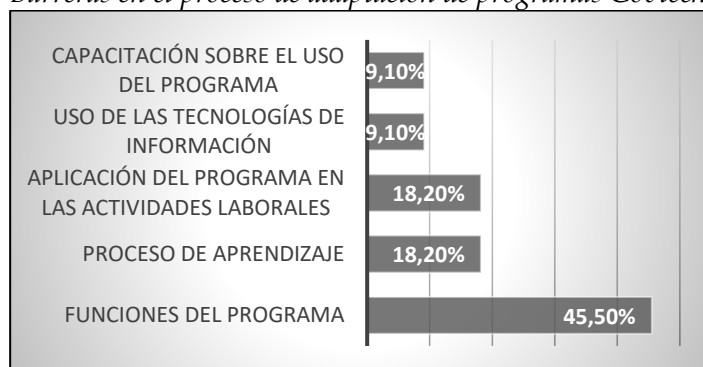 Barreras en el proceso de adaptación de programas GovTech
CAPACITACIÓN SOBRE EL USO
DEL PROGRAMA
9,10%
USO DE LAS TECNOLOGÍAS DE
INFORMACIÓN
9,10%
APLICACIÓN DEL PROGRAMA EN
LAS ACTIVIDADES LABORALES
18,20%
PROCESO DE APRENDIZAJE
18,20%
FUNCIONES DEL PROGRAMA
45,50%